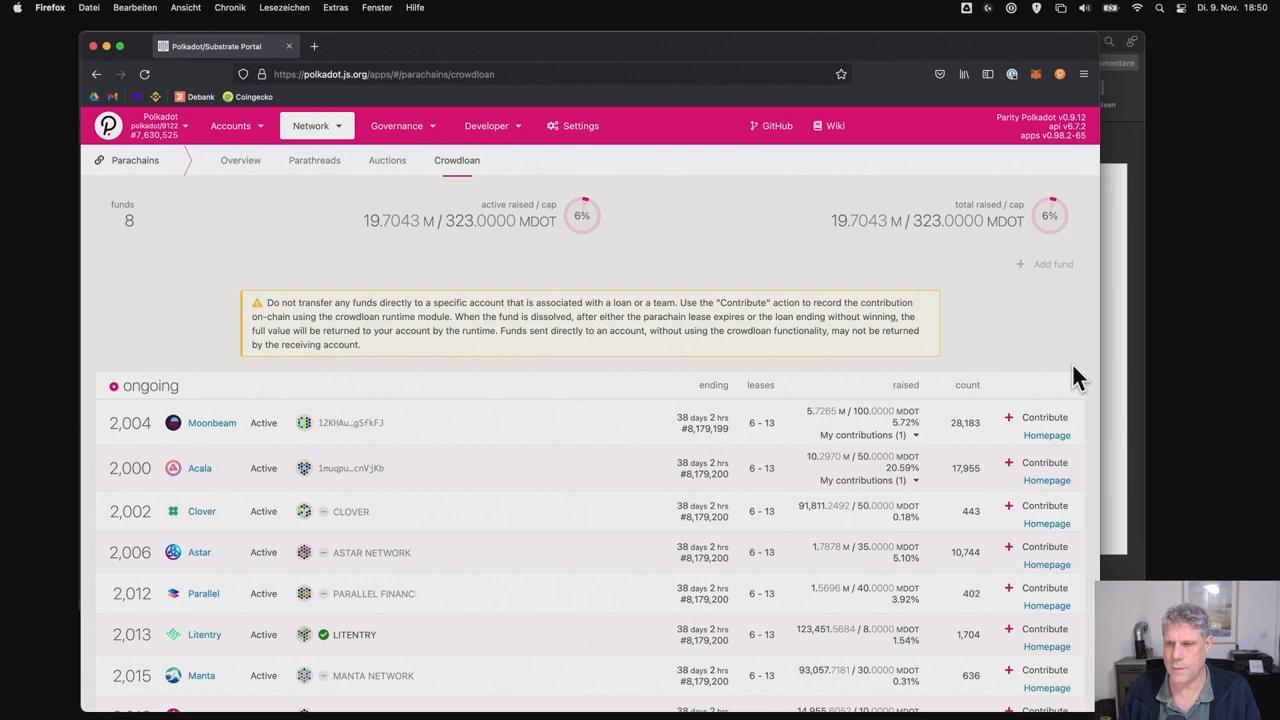 Firefox Datei Bearbeiten Ansicht Chronik Lesezeichen Extras Fenster Hilfe Di. 9. Nov. 18:50
Polkadot/Substrate Portal
https://polkadot.js.org/apps/#/parachains/crowdloan
mentare
Debank Coingecko
een
Polkadot
polkadot/9122
#7,630,525
Accounts Network Governance Developer Settings GitHub Wiki
Parity Polkadot v0.9.12
api v6.7.2
apps v0.98.2-65
Parachains Overview Parathreads Auctions Crowdloan
funds
8
active raised / cap
19.7043 M / 323.0000 MDOT
6%
total raised / cap
19.7043 M / 323.0000 MDOT
6%
+ Add fund
Do not transfer any funds directly to a specific account that is associated with a loan or a team. Use the "Contribute" action to record the contribution
on-chain using the crowdloan runtime module. When the fund is dissolved, after either the parachain lease expires or the loan ending without winning, the
full value will be returned to your account by the runtime. Funds sent directly to an account, without using the crowdloan functionality, may not be returned
by the receiving account.
ongoing ending leases raised count
2,004 Moonbeam Active 12KHAu…gSfkFJ 38 days 2 hrs #8,179,199 6 - 13 5.7265 M / 100.0000 MDOT 5.72% My contributions (1) 28,183 + Contribute Homepage
2,000 Acala Active 1muqpu…cnVjKb 38 days 2 hrs #8,179,200 6 - 13 10.2970 M / 50.0000 MDOT 20.59% My contributions (1) 17,955 + Contribute Homepage
2,002 Clover Active CLOVER 38 days 2 hrs #8,179,200 6 - 13 91,811.2492 / 50.0000 MDOT 0.18% 443 + Contribute Homepage
2,006 Astar Active ASTAR NETWORK 38 days 2 hrs #8,179,200 6 - 13 1.7878 M / 35.0000 MDOT 5.10% 10,744 + Contribute Homepage
2,012 Parallel Active PARALLEL FINANC 38 days 2 hrs #8,179,200 6 - 13 1.5696 M / 40.0000 MDOT 3.92% 402 + Contribute Homepage
2,013 Litentry Active LITENTRY 38 days 2 hrs #8,179,200 6 - 13 123,451.5684 / 8.0000 MDOT 1.54% 1,704 + Contribute Homepage
2,015 Manta Active MANTA NETWORK 38 days 2 hrs #8,179,200 6 - 13 93,057.7181 / 30.0000 MDOT 0.31% 636 + Contribute Homepage